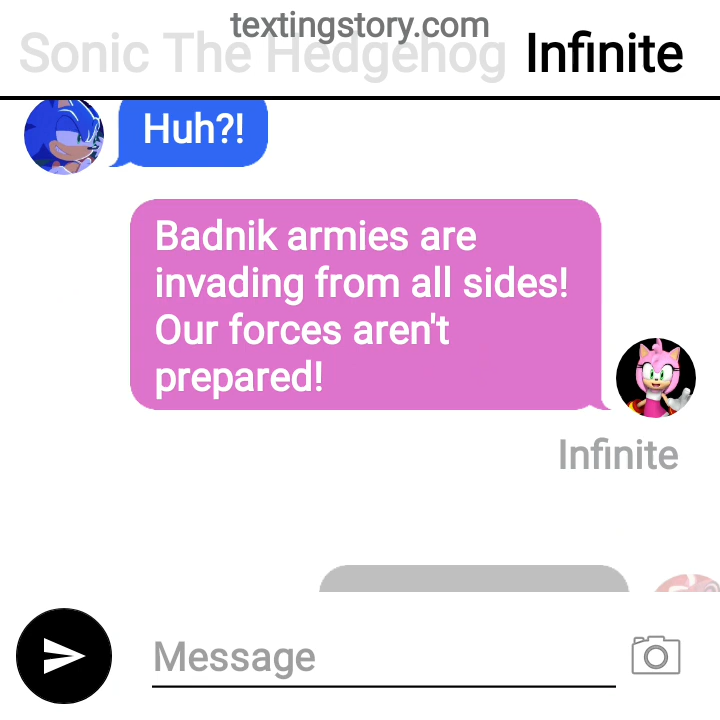 textingstory.com
Sonic The Hedgehog Infinite
Huh?!
Badnik armies are
invading from all sides!
Our forces aren't
prepared!
Infinite
Message